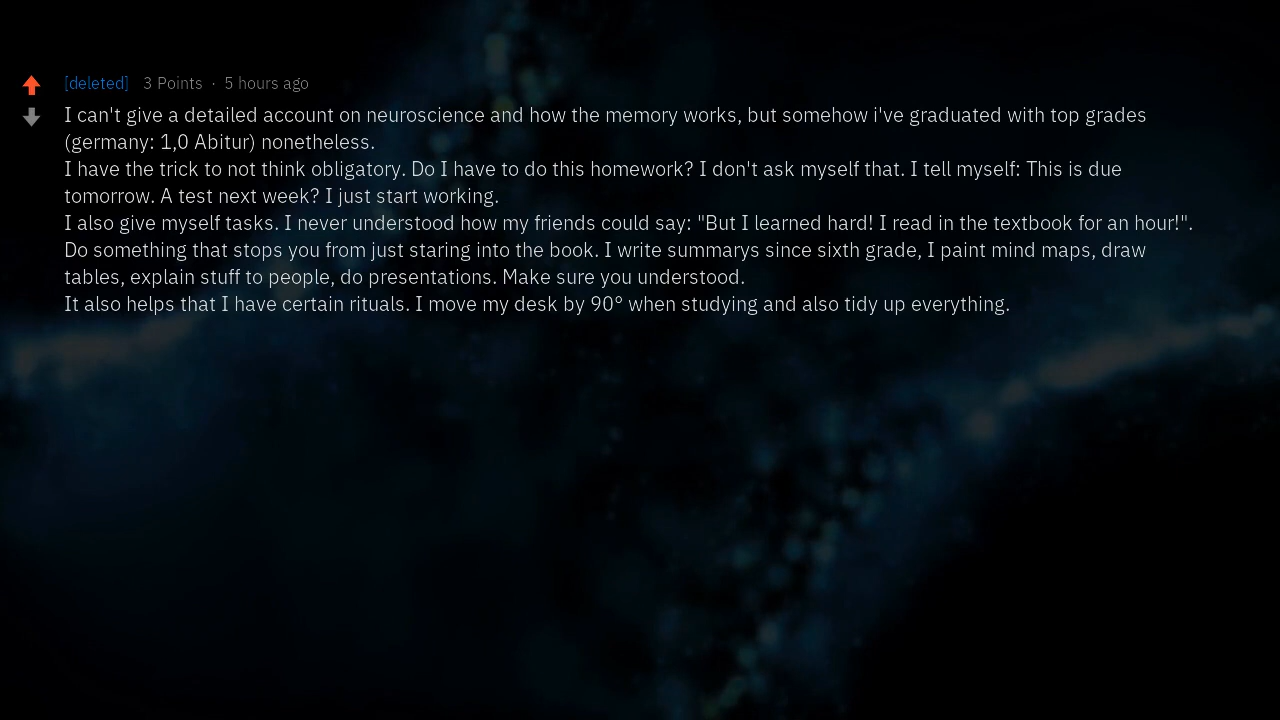 [deleted] 3 Points · 5 hours ago
I can't give a detailed account on neuroscience and how the memory works, but somehow i've graduated with top grades
(germany: 1,0 Abitur) nonetheless.
I have the trick to not think obligatory. Do I have to do this homework? I don't ask myself that. I tell myself: This is due
tomorrow. A test next week? I just start working.
I also give myself tasks. I never understood how my friends could say: "But I learned hard! I read in the textbook for an hour!".
Do something that stops you from just staring into the book. I write summarys since sixth grade, I paint mind maps, draw
tables, explain stuff to people, do presentations. Make sure you understood.
It also helps that I have certain rituals. I move my desk by 90° when studying and also tidy up everything.